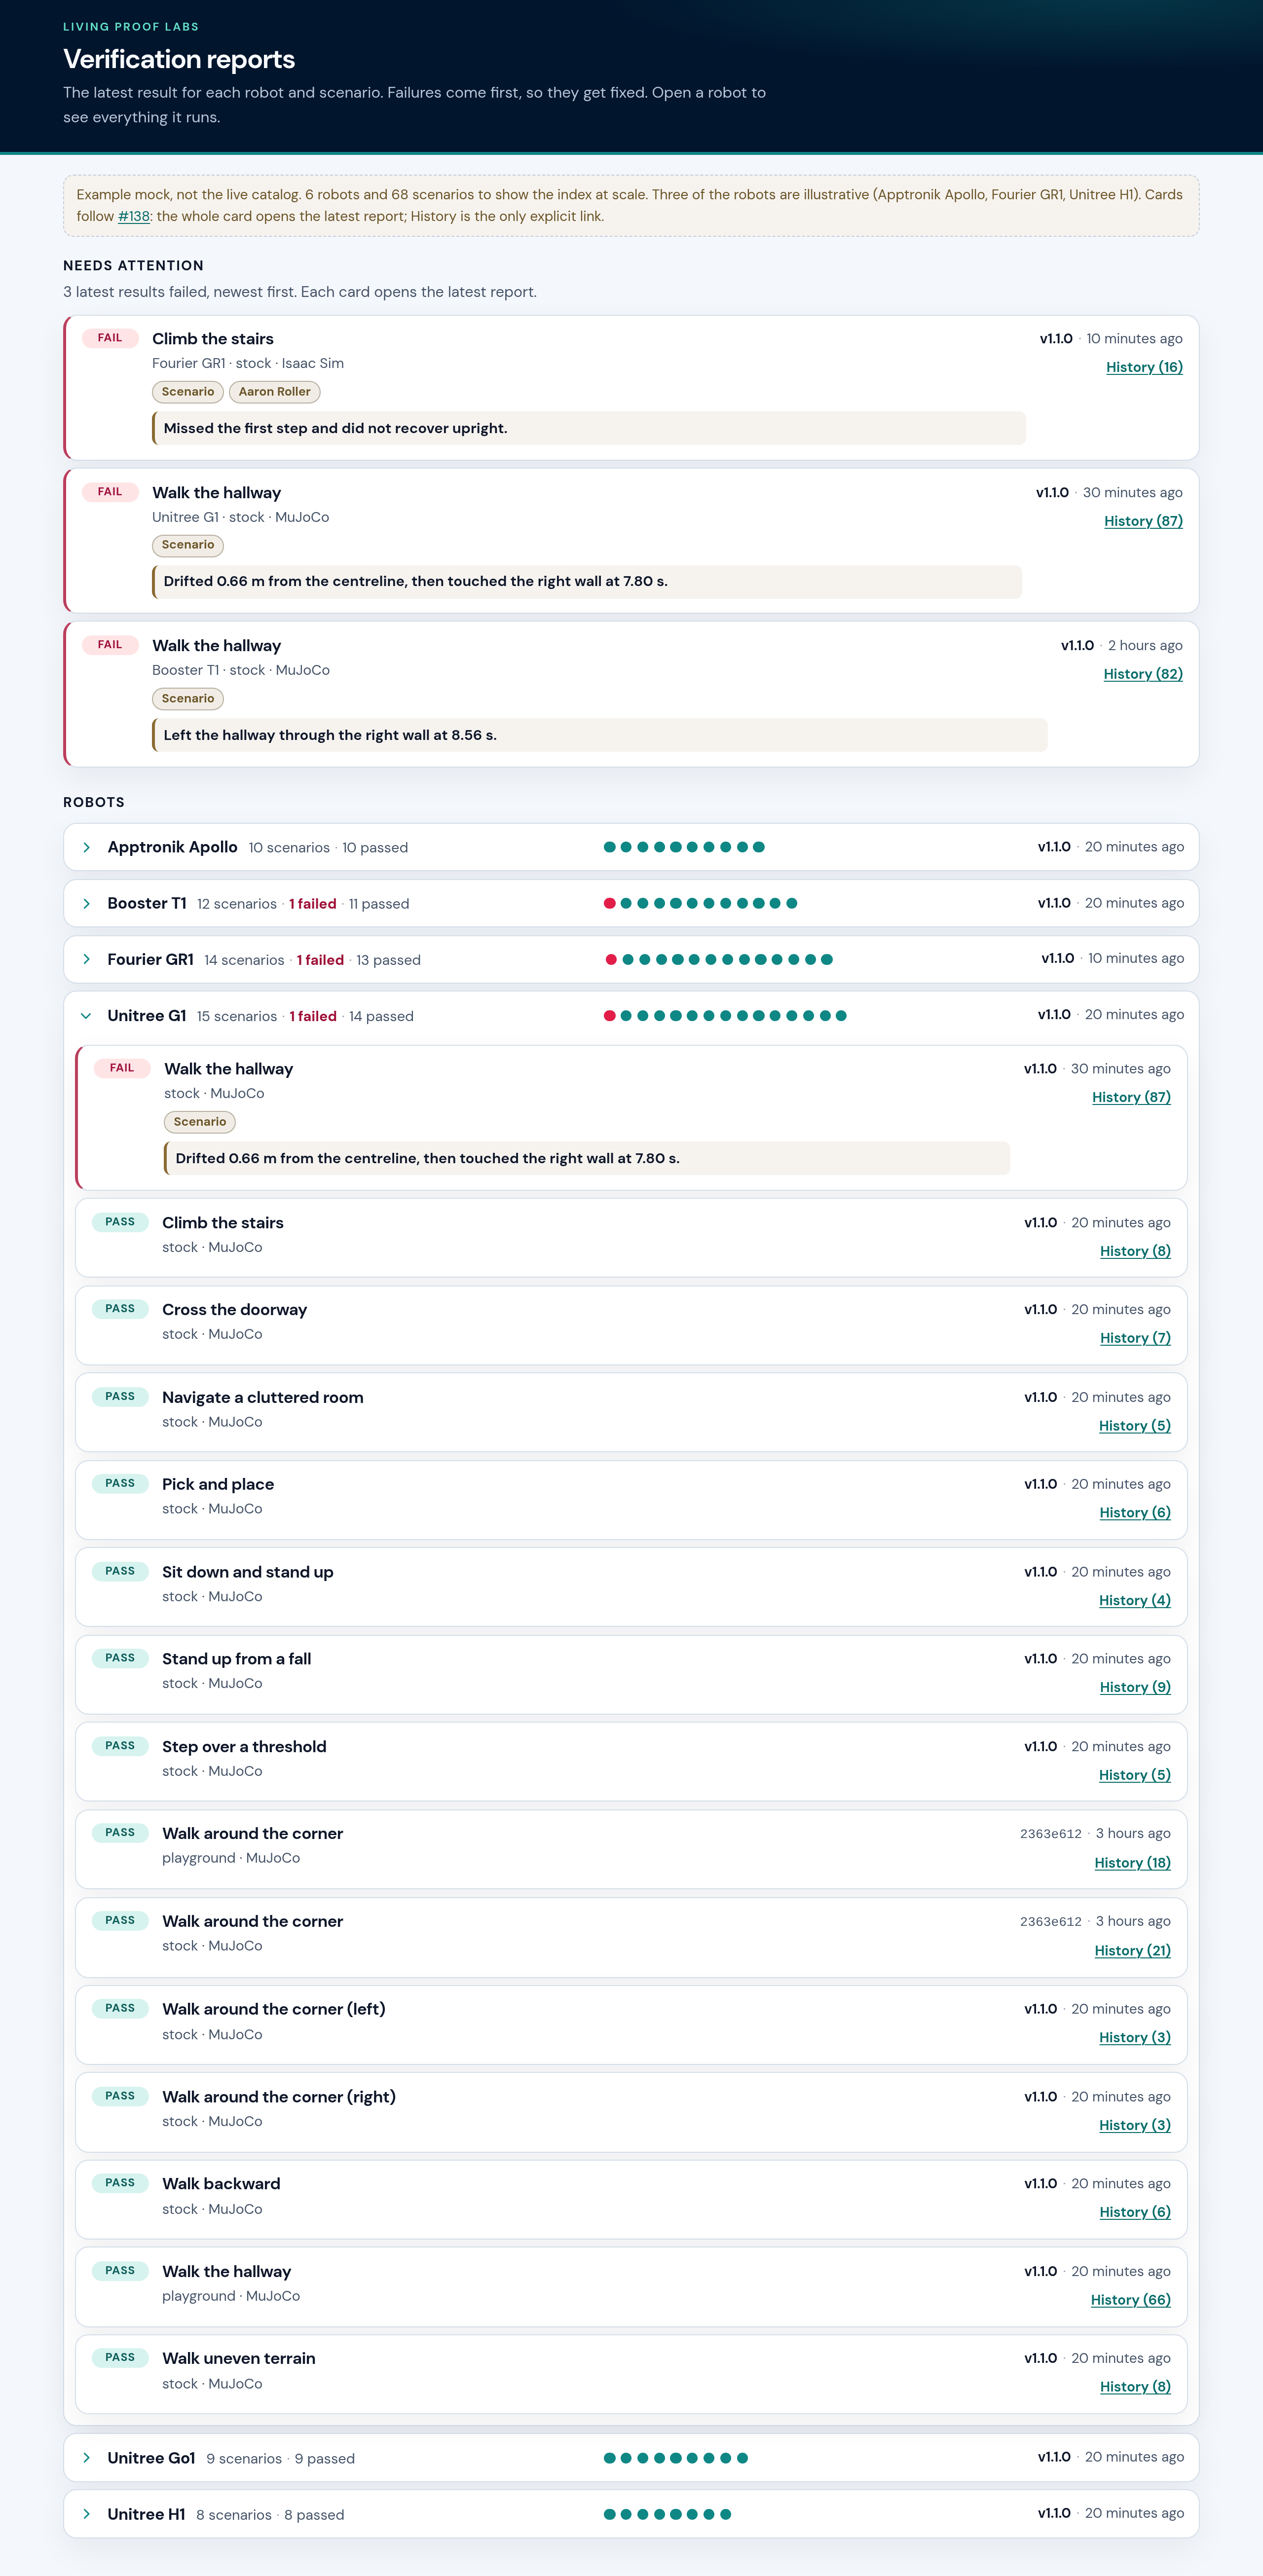 LIVING PROOF LABS
Verification reports
The latest result for each robot and scenario. Failures come first, so they get fixed. Open a robot to
see everything it runs.
Example mock, not the live catalog. 6 robots and 68 scenarios to show the index at scale. Three of the robots are illustrative (Apptronik Apollo, Fourier GR1, Unitree H1). Cards
follow #138: the whole card opens the latest report; History is the only explicit link.
NEEDS ATTENTION
3 latest results failed, newest first. Each card opens the latest report.
FAIL Climb the stairs v1.1.0 · 10 minutes ago
Fourier GR1 · stock · Isaac Sim History (16)
Scenario Aaron Roller
Missed the first step and did not recover upright.
FAIL Walk the hallway v1.1.0 · 30 minutes ago
Unitree G1 · stock · MuJoCo History (87)
Scenario
Drifted 0.66 m from the centreline, then touched the right wall at 7.80 s.
FAIL Walk the hallway v1.1.0 · 2 hours ago
Booster T1 · stock · MuJoCo History (82)
Scenario
Left the hallway through the right wall at 8.56 s.
ROBOTS
Apptronik Apollo 10 scenarios · 10 passed v1.1.0 · 20 minutes ago
Booster T1 12 scenarios · 1 failed · 11 passed v1.1.0 · 20 minutes ago
Fourier GR1 14 scenarios · 1 failed · 13 passed v1.1.0 · 10 minutes ago
Unitree G1 15 scenarios · 1 failed · 14 passed v1.1.0 · 20 minutes ago
FAIL Walk the hallway v1.1.0 · 30 minutes ago
stock · MuJoCo History (87)
Scenario
Drifted 0.66 m from the centreline, then touched the right wall at 7.80 s.
PASS Climb the stairs v1.1.0 · 20 minutes ago
stock · MuJoCo History (8)
PASS Cross the doorway v1.1.0 · 20 minutes ago
stock · MuJoCo History (7)
PASS Navigate a cluttered room v1.1.0 · 20 minutes ago
stock · MuJoCo History (5)
PASS Pick and place v1.1.0 · 20 minutes ago
stock · MuJoCo History (6)
PASS Sit down and stand up v1.1.0 · 20 minutes ago
stock · MuJoCo History (4)
PASS Stand up from a fall v1.1.0 · 20 minutes ago
stock · MuJoCo History (9)
PASS Step over a threshold v1.1.0 · 20 minutes ago
stock · MuJoCo History (5)
PASS Walk around the corner 2363e612 · 3 hours ago
playground · MuJoCo History (18)
PASS Walk around the corner 2363e612 · 3 hours ago
stock · MuJoCo History (21)
PASS Walk around the corner (left) v1.1.0 · 20 minutes ago
stock · MuJoCo History (3)
PASS Walk around the corner (right) v1.1.0 · 20 minutes ago
stock · MuJoCo History (3)
PASS Walk backward v1.1.0 · 20 minutes ago
stock · MuJoCo History (6)
PASS Walk the hallway v1.1.0 · 20 minutes ago
playground · MuJoCo History (66)
PASS Walk uneven terrain v1.1.0 · 20 minutes ago
stock · MuJoCo History (8)
Unitree Go1 9 scenarios · 9 passed v1.1.0 · 20 minutes ago
Unitree H1 8 scenarios · 8 passed v1.1.0 · 20 minutes ago